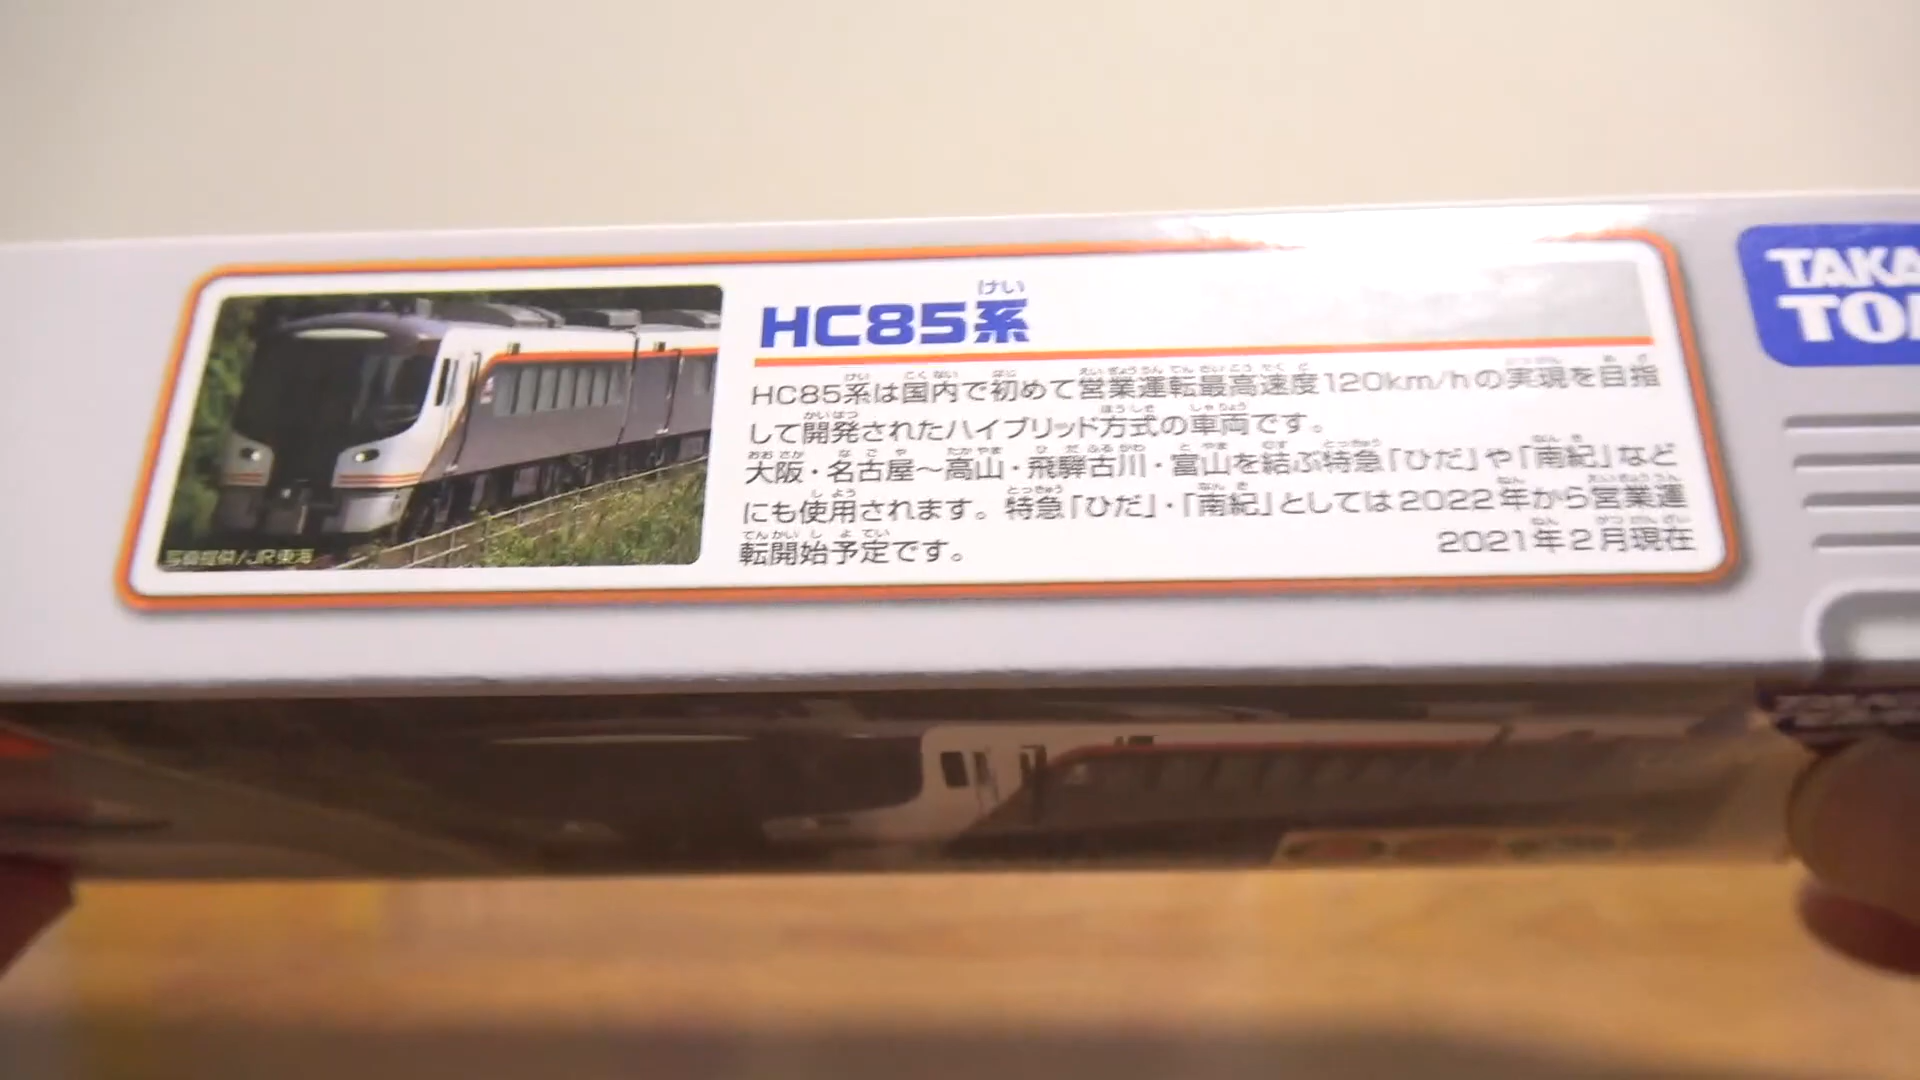 けい
HC85系
HC85系は国内で初めて営業運転最高速度120km/hの実現を目指
して開発されたハイブリッド方式の車両です。
大阪・名古屋～高山・飛騨古川・富山を結ぶ特急「ひだ」や「南紀」など
にも使用されます。特急「ひだ」・「南紀」としては2022年から営業運
転開始予定です。
2021年2月現在
写真提供/JR東海
TAKA
TO